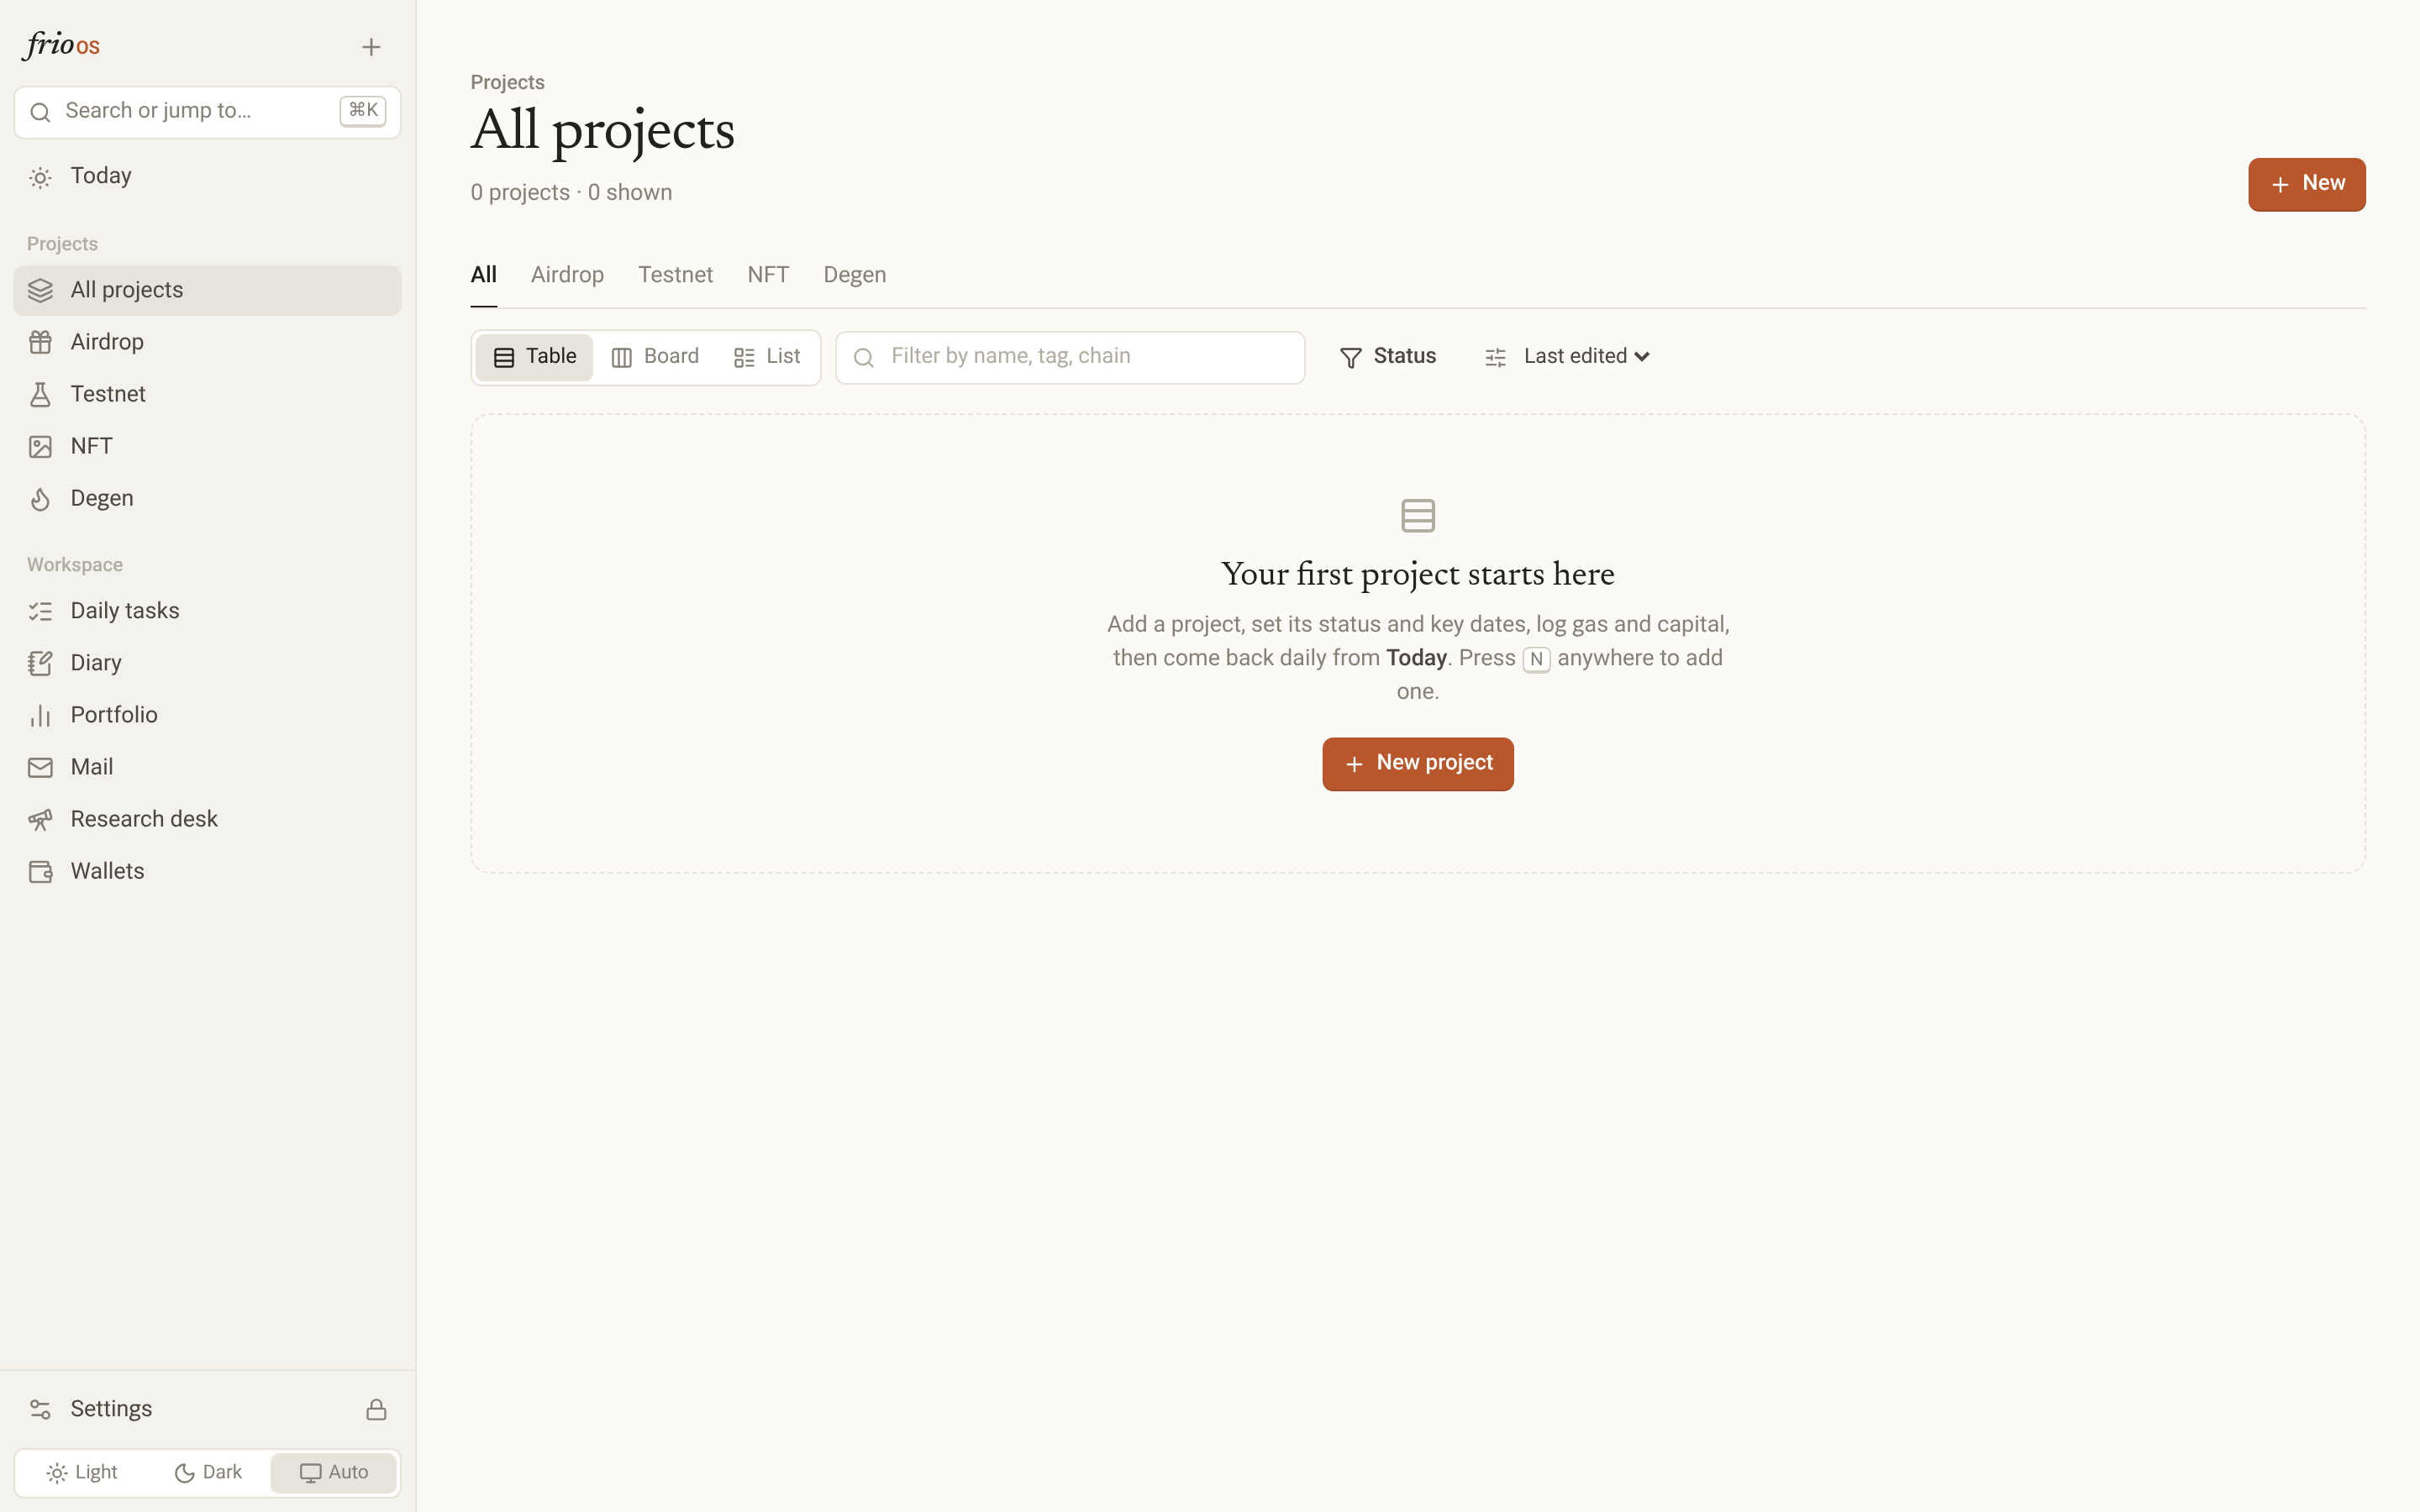 frio os
Search or jump to... ⌘K
Today
Projects
All projects
Airdrop
Testnet
NFT
Degen
Workspace
Daily tasks
Diary
Portfolio
Mail
Research desk
Wallets
Settings
Light Dark Auto
Projects
All projects
0 projects · 0 shown
New
All Airdrop Testnet NFT Degen
Table Board List Filter by name, tag, chain Status Last edited
Your first project starts here
Add a project, set its status and key dates, log gas and capital,
then come back daily from Today. Press N anywhere to add
one.
New project